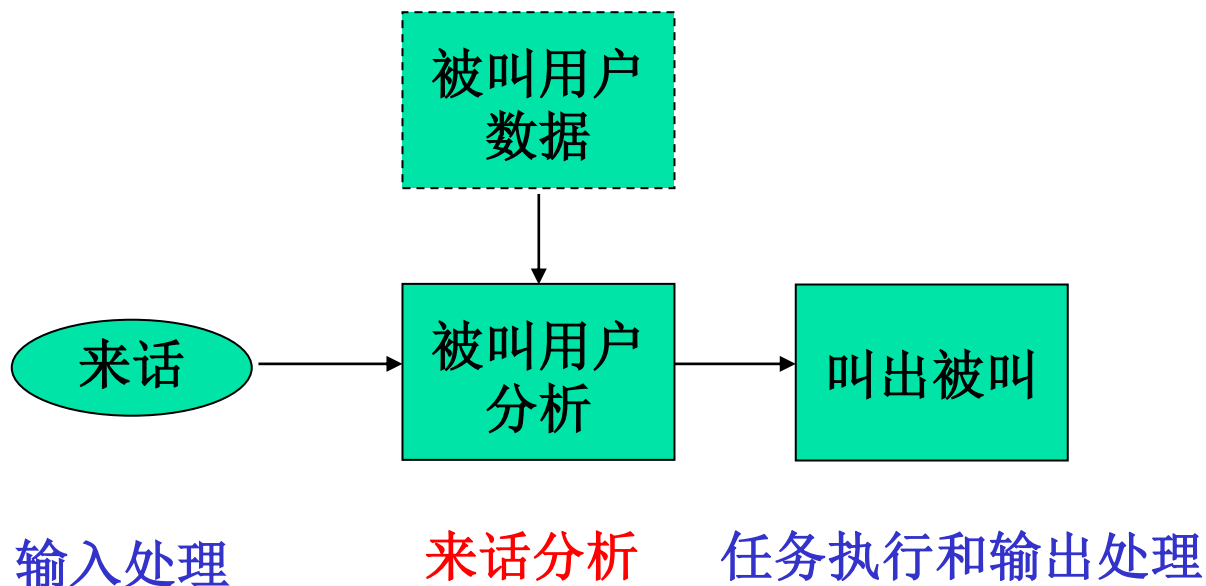 被叫用户
数据
来话
被叫用户
分析
叫出被叫
输入处理
来话分析
任务执行和输出处理